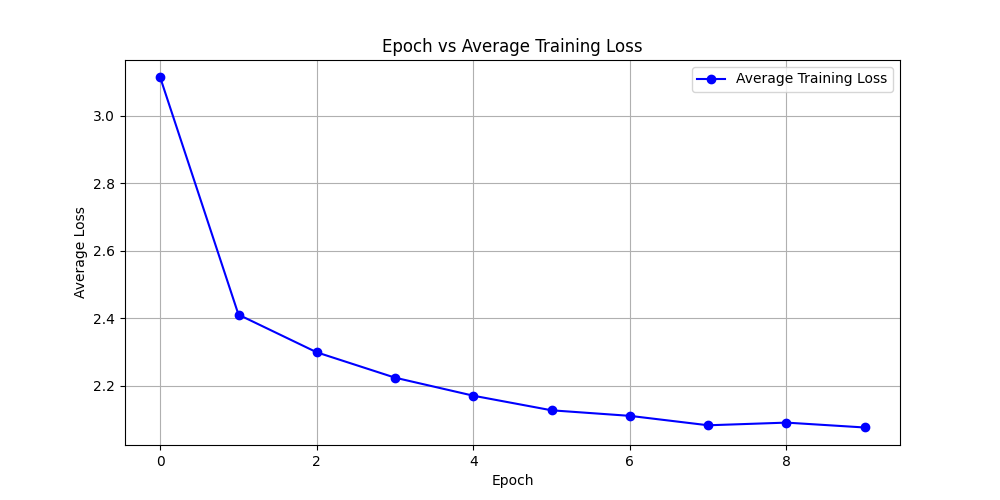 Epoch vs Average Training Loss
Average Training Loss
3.0
2.8
2.6
2.4
2.2
Average Loss
0 2 4 6 8
Epoch